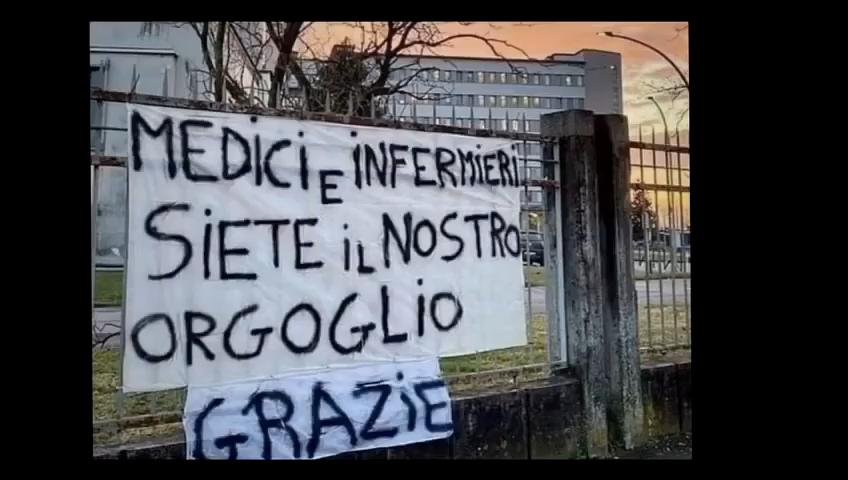 MEDiCi E iNFERMiERi
SiETE iL NOSTRO
ORGOGLiO
GRAZiE